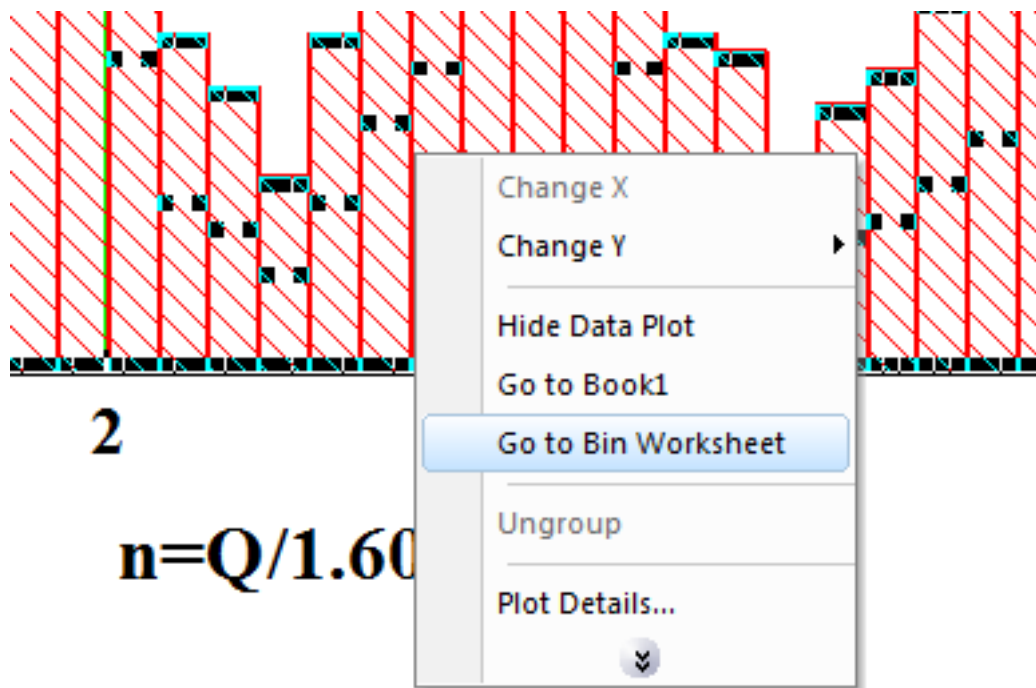 Change X
Change Y
Hide Data Plot
Go to Book1
Go to Bin Worksheet
Ungroup
Plot Details...
2
n=Q/1.60